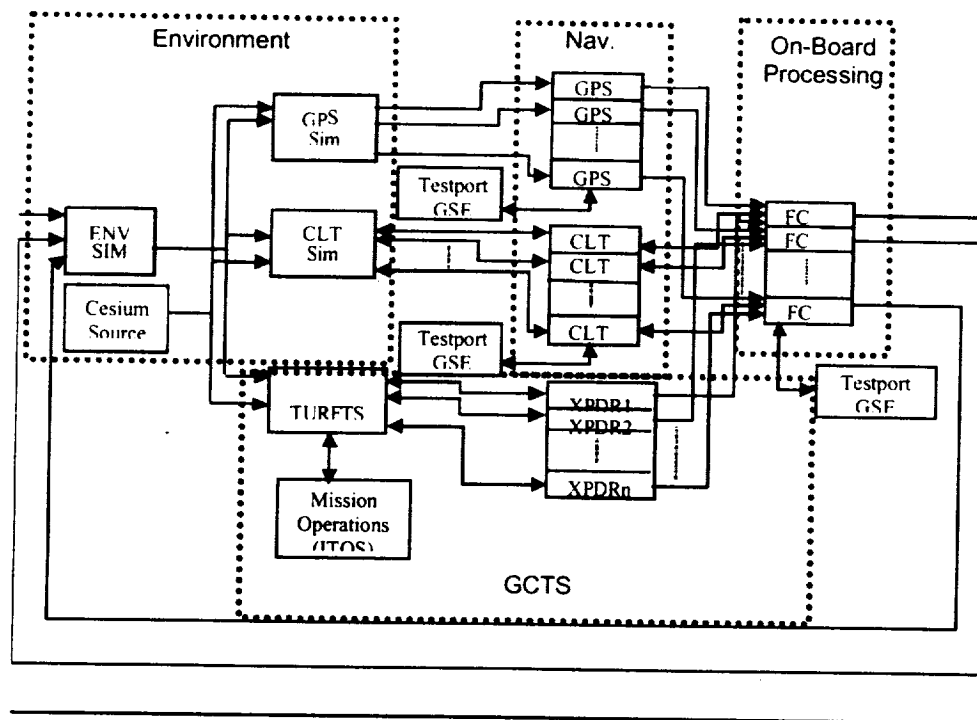 Environment
Nav.
On-Board
Processing
GPS
Sim
GPS
GPS
GPS
Testport
GSE
ENV
SIM
CLT
Sim
CLT
CLT
CLT
FC
FC
FC
Cesium
Source
Testport
GSE
TURFTS
XPDR1
XPDR2
XPDRn
Testport
GSE
Mission
Operations
(ITOS)
GCTS